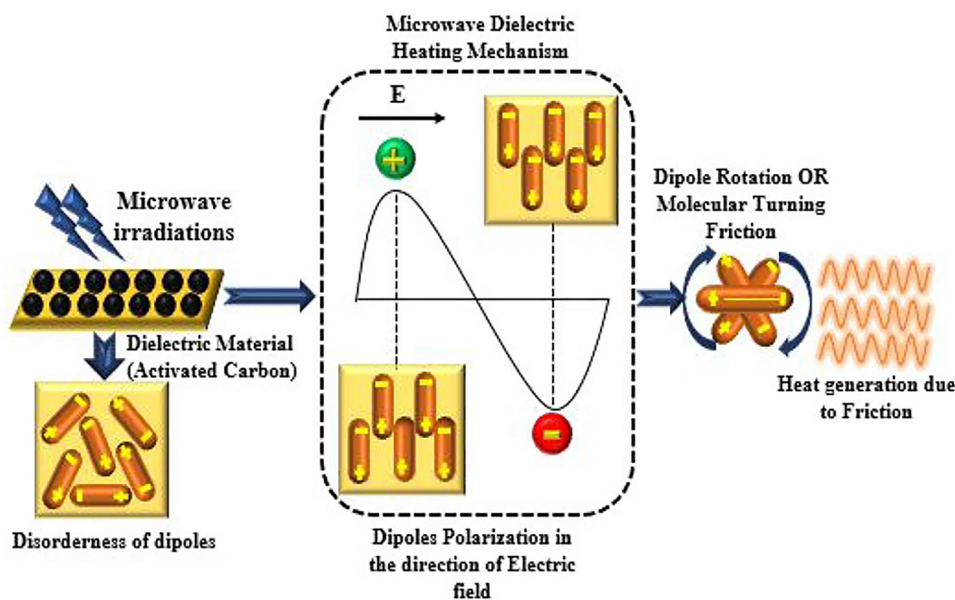 Microwave Dielectric
Heating Mechanism
E
Microwave
irradiations
Dielectric Material
(Activated Carbon)
Disorderness of dipoles
Dipoles Polarization in
the direction of Electric
field
Dipole Rotation OR
Molecular Turning
Friction
Heat generation due
to Friction